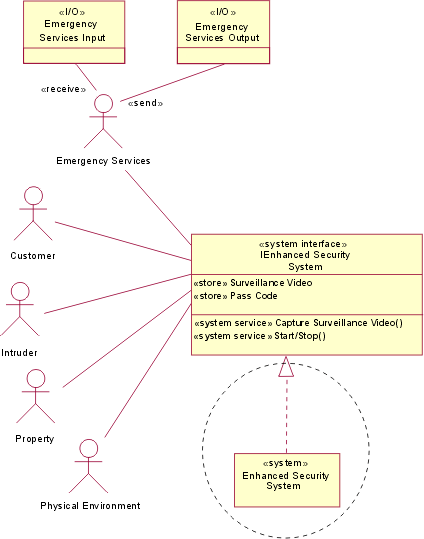 «I/O»
Emergency
Services Input
«I/O»
Emergency
Services Output
«receive»
«send»
Emergency Services
Customer
«system interface»
IEnhanced Security
System
«store» Surveillance Video
«store» Pass Code
«system service» Capture Surveillance Video()
«system service» Start/Stop()
Intruder
Property
Physical Environment
«system»
Enhanced Security
System